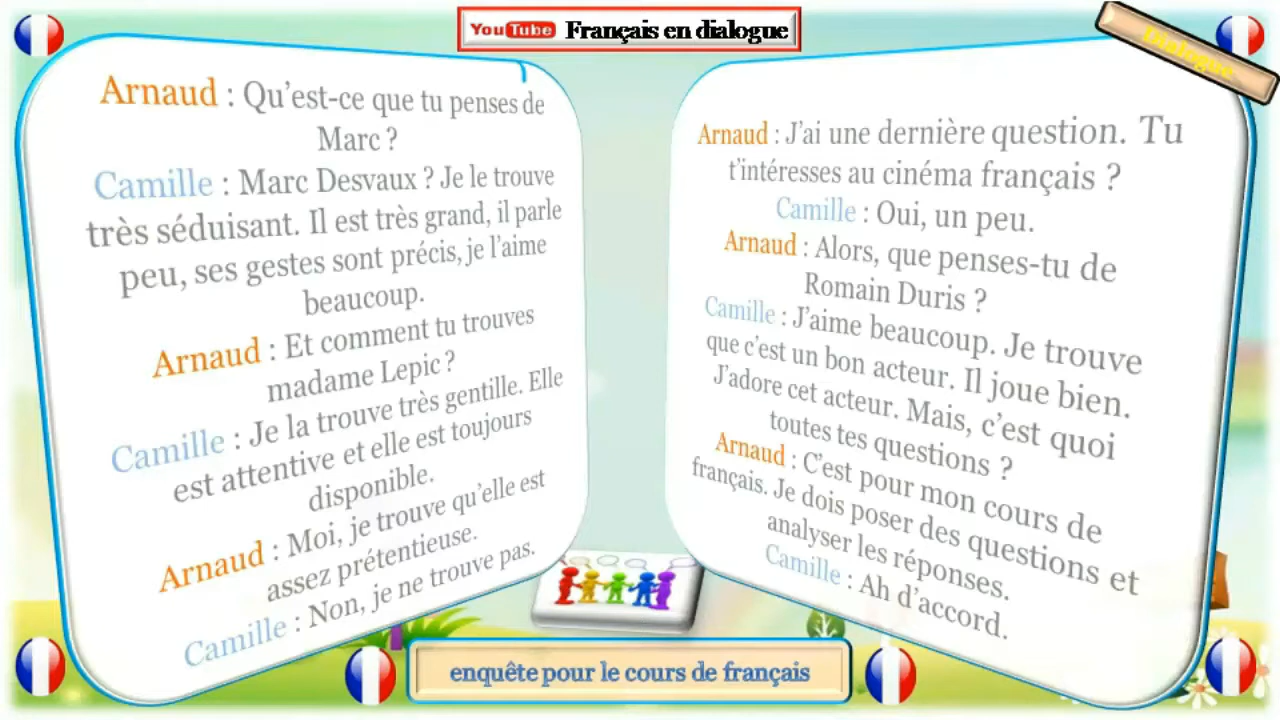 YouTube Français en dialogue
Dialogue
Arnaud : Qu'est-ce que tu penses de
Marc ?
Camille : Marc Desvaux ? Je le trouve
très séduisant. Il est très grand, il parle
peu, ses gestes sont précis, je l'aime
beaucoup.
Arnaud : Et comment tu trouves
madame Lepic ?
Camille : Je la trouve très gentille. Elle
est attentive et elle est toujours
disponible.
Arnaud : Moi, je trouve qu'elle est
assez prétentieuse.
Camille : Non, je ne trouve pas.
Arnaud : J'ai une dernière question. Tu
t'intéresses au cinéma français ?
Camille : Oui, un peu.
Arnaud : Alors, que penses-tu de
Romain Duris ?
Camille : J'aime beaucoup. Je trouve
que c'est un bon acteur. Il joue bien.
J'adore cet acteur. Mais, c'est quoi
toutes tes questions ?
Arnaud : C'est pour mon cours de
français. Je dois poser des questions et
analyser les réponses.
Camille : Ah d'accord.
enquête pour le cours de français